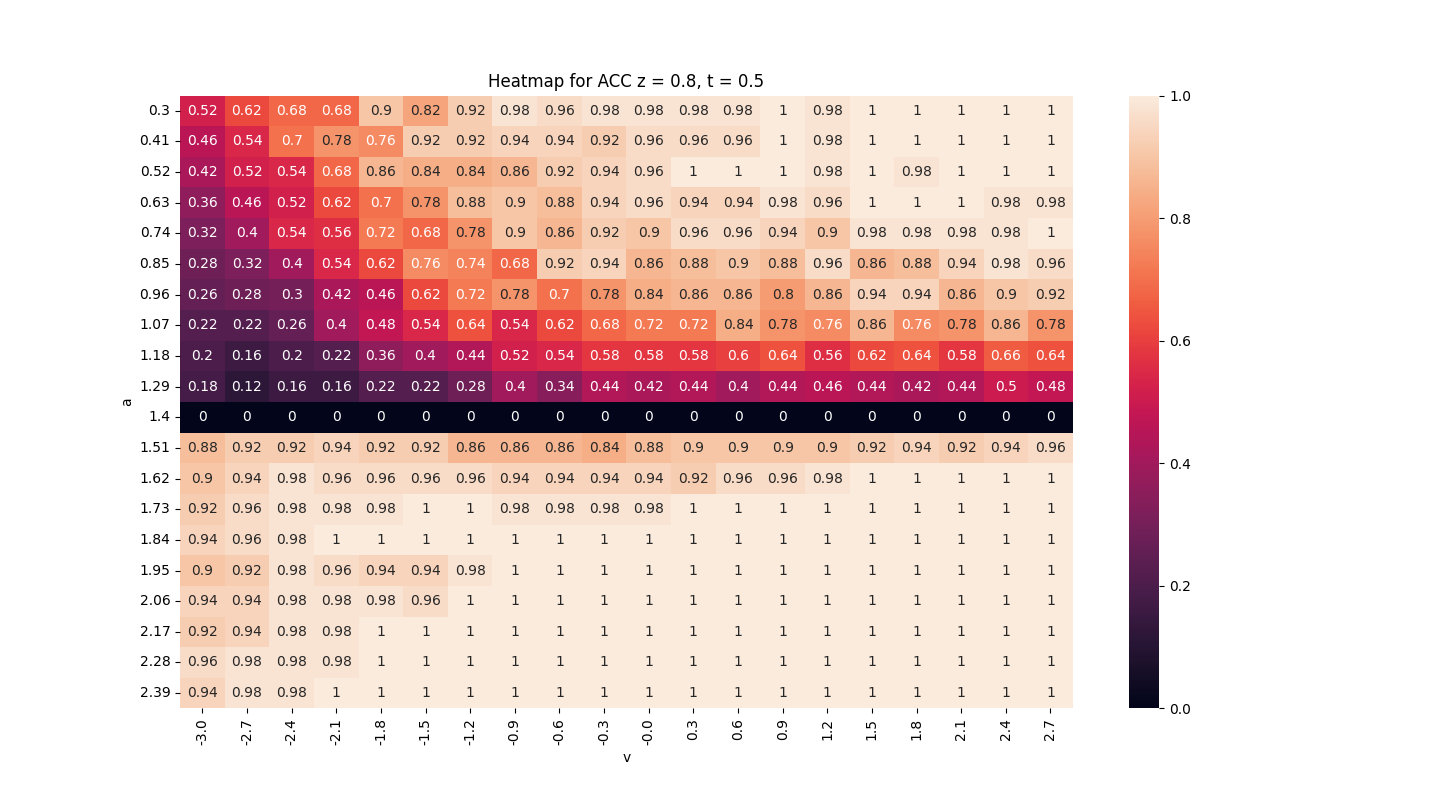 Heatmap for ACC z = 0.8, t = 0.5
0.3 0.52 0.62 0.68 0.68 0.9 0.82 0.92 0.98 0.96 0.98 0.98 0.98 0.98 1 0.98 1 1 1 1 1
0.41 0.46 0.54 0.7 0.78 0.76 0.92 0.92 0.94 0.94 0.92 0.96 0.96 0.96 1 0.98 1 1 1 1 1
0.52 0.42 0.52 0.54 0.68 0.86 0.84 0.84 0.86 0.92 0.94 0.96 1 1 1 0.98 1 0.98 1 1 1
0.63 0.36 0.46 0.52 0.62 0.7 0.78 0.88 0.9 0.88 0.94 0.96 0.94 0.94 0.98 0.96 1 1 1 0.98 0.98
0.74 0.32 0.4 0.54 0.56 0.72 0.68 0.78 0.9 0.86 0.92 0.9 0.96 0.96 0.94 0.9 0.98 0.98 0.98 0.98 1
0.85 0.28 0.32 0.4 0.54 0.62 0.76 0.74 0.68 0.92 0.94 0.86 0.88 0.9 0.88 0.96 0.86 0.88 0.94 0.98 0.96
0.96 0.26 0.28 0.3 0.42 0.46 0.62 0.72 0.78 0.7 0.78 0.84 0.86 0.86 0.8 0.86 0.94 0.94 0.86 0.9 0.92
1.07 0.22 0.22 0.26 0.4 0.48 0.54 0.64 0.54 0.62 0.68 0.72 0.72 0.84 0.78 0.76 0.86 0.76 0.78 0.86 0.78
1.18 0.2 0.16 0.2 0.22 0.36 0.4 0.44 0.52 0.54 0.58 0.58 0.58 0.6 0.64 0.56 0.62 0.64 0.58 0.66 0.64
1.29 0.18 0.12 0.16 0.16 0.22 0.22 0.28 0.4 0.34 0.44 0.42 0.44 0.4 0.44 0.46 0.44 0.42 0.44 0.5 0.48
1.4 0 0 0 0 0 0 0 0 0 0 0 0 0 0 0 0 0 0 0 0
1.51 0.88 0.92 0.92 0.94 0.92 0.92 0.86 0.86 0.86 0.84 0.88 0.9 0.9 0.9 0.9 0.92 0.94 0.92 0.94 0.96
1.62 0.9 0.94 0.98 0.96 0.96 0.96 0.96 0.94 0.94 0.94 0.94 0.92 0.96 0.96 0.98 1 1 1 1 1
1.73 0.92 0.96 0.98 0.98 0.98 1 1 0.98 0.98 0.98 0.98 1 1 1 1 1 1 1 1 1
1.84 0.94 0.96 0.98 1 1 1 1 1 1 1 1 1 1 1 1 1 1 1 1 1
1.95 0.9 0.92 0.98 0.96 0.94 0.94 0.98 1 1 1 1 1 1 1 1 1 1 1 1 1
2.06 0.94 0.94 0.98 0.98 0.98 0.96 1 1 1 1 1 1 1 1 1 1 1 1 1 1
2.17 0.92 0.94 0.98 0.98 1 1 1 1 1 1 1 1 1 1 1 1 1 1 1 1
2.28 0.96 0.98 0.98 0.98 1 1 1 1 1 1 1 1 1 1 1 1 1 1 1 1
2.39 0.94 0.98 0.98 1 1 1 1 1 1 1 1 1 1 1 1 1 1 1 1 1
-3.0 -2.7 -2.4 -2.1 -1.8 -1.5 -1.2 -0.9 -0.6 -0.3 -0.0 0.3 0.6 0.9 1.2 1.5 1.8 2.1 2.4 2.7
v
a
1.0
0.8
0.6
0.4
0.2
0.0